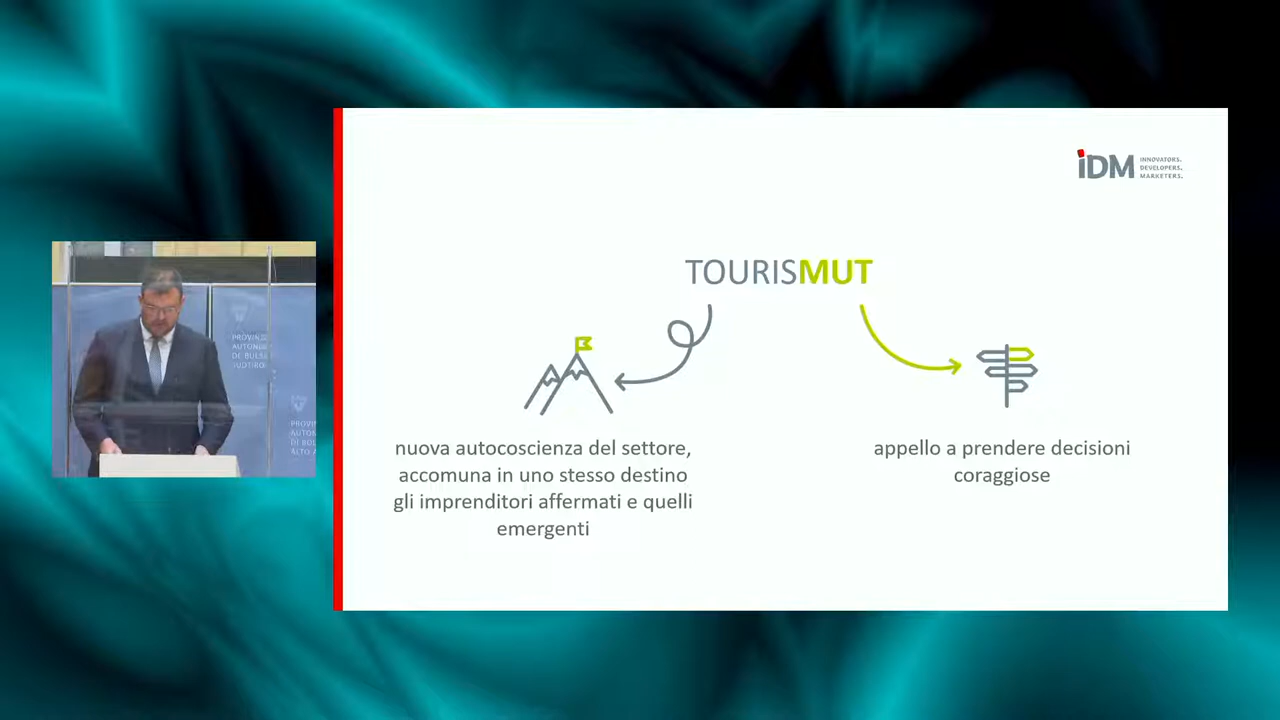 iDM
INNOVATORS.
DEVELOPERS.
MARKETERS.
TOURISMUT
nuova autocoscienza del settore,
accomuna in uno stesso destino
gli imprenditori affermati e quelli
emergenti
appello a prendere decisioni
coraggiose